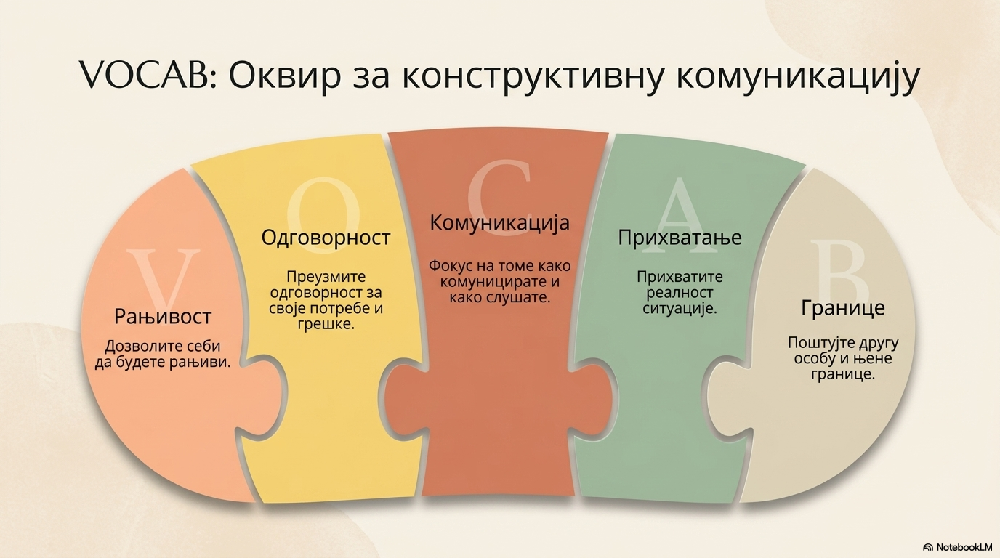 VOCAB: Оквир за конструктивну комуникацију
V
Рањивост
Дозволите себи
да будете рањиви.
O
Одговорност
Преузмите
одговорност за
своје потребе и
грешке.
C
Комуникација
Фокус на томе како
комуницирате и
како слушате.
A
Прихватање
Прихватите
реалност
ситуације.
B
Границе
Поштујте другу
особу и њене
границе.
NotebookLM